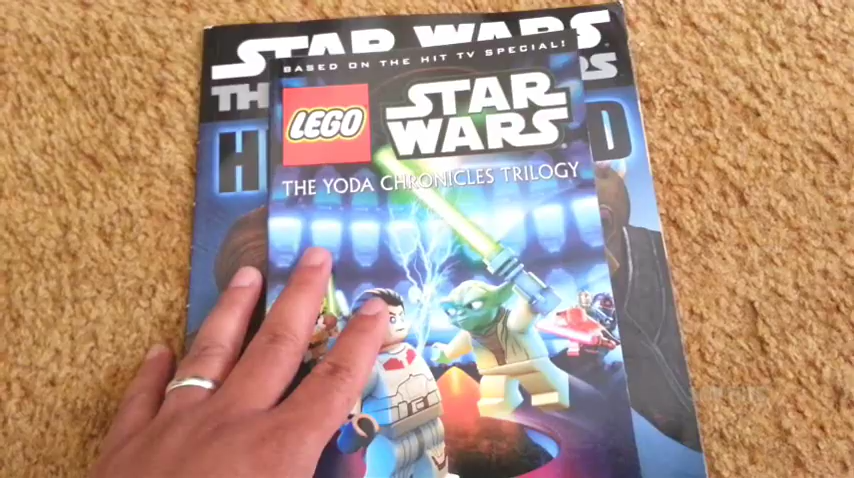 STAR WARS
BASED ON THE HIT TV SPECIAL!
LEGO
STAR
WARS
THE YODA CHRONICLES TRILOGY